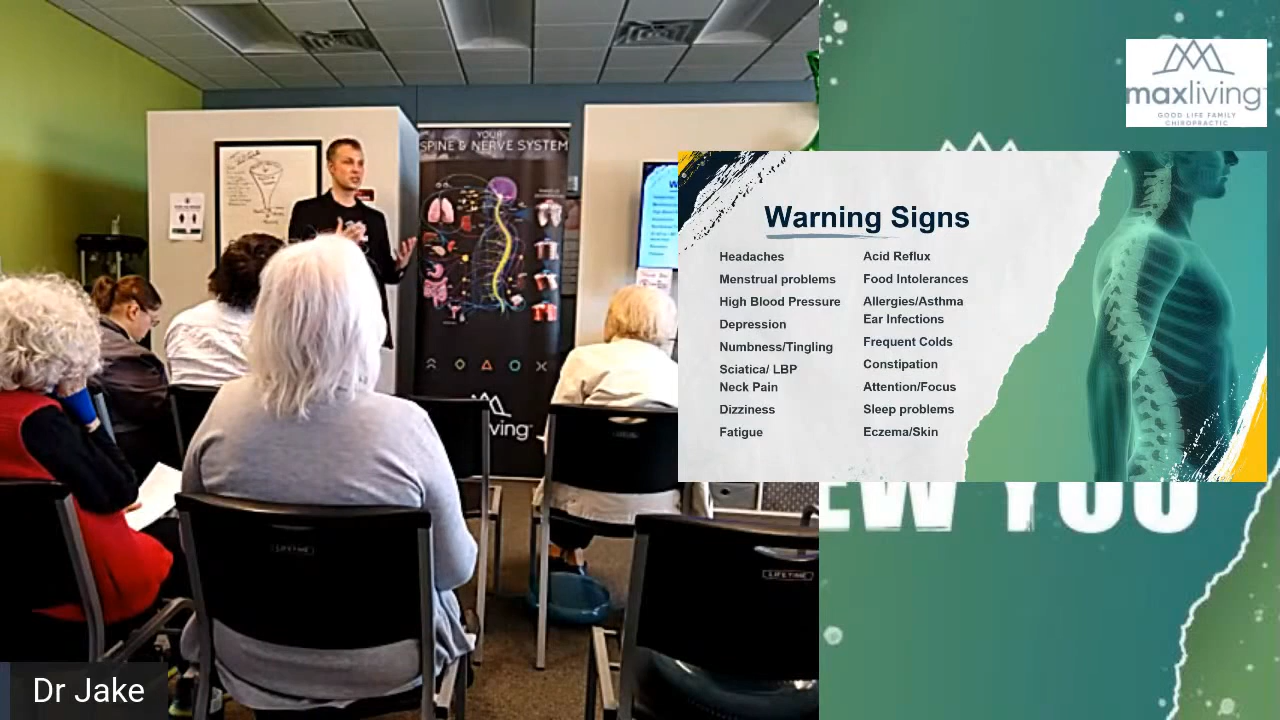 YOUR
SPINE & NERVE SYSTEM
maxliving
GOOD LIFE FAMILY
CHIROPRACTIC
Warning Signs
Headaches
Menstrual problems
High Blood Pressure
Depression
Numbness/Tingling
Sciatica/ LBP
Neck Pain
Dizziness
Fatigue
Acid Reflux
Food Intolerances
Allergies/Asthma
Ear Infections
Frequent Colds
Constipation
Attention/Focus
Sleep problems
Eczema/Skin
EW YOU
living
LIFETIME
LIFETIME
Dr Jake